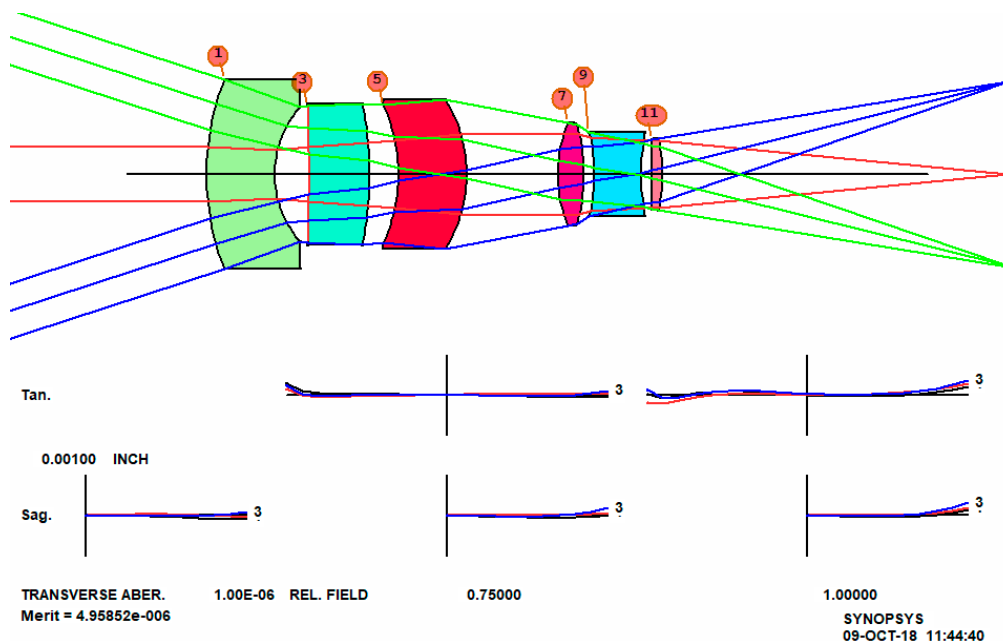 1
3
5
7
9
11
Tan.
3
3
0.00100 INCH
Sag.
3
3
3
TRANSVERSE ABER. 1.00E-06 REL. FIELD 0.75000 1.00000
Merit = 4.95852e-006
SYNOPSYS
09-OCT-18 11:44:40